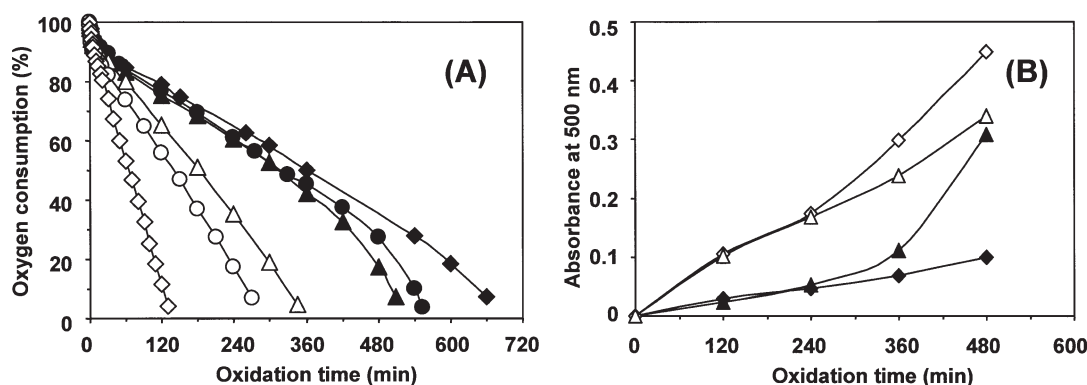 (A)
Oxygen consumption (%)
100
80
60
40
20
0
0 120 240 360 480 600 720
Oxidation time (min)
(B)
Absorbance at 500 nm
0.5
0.4
0.3
0.2
0.1
0
0 120 240 360 480 600
Oxidation time (min)